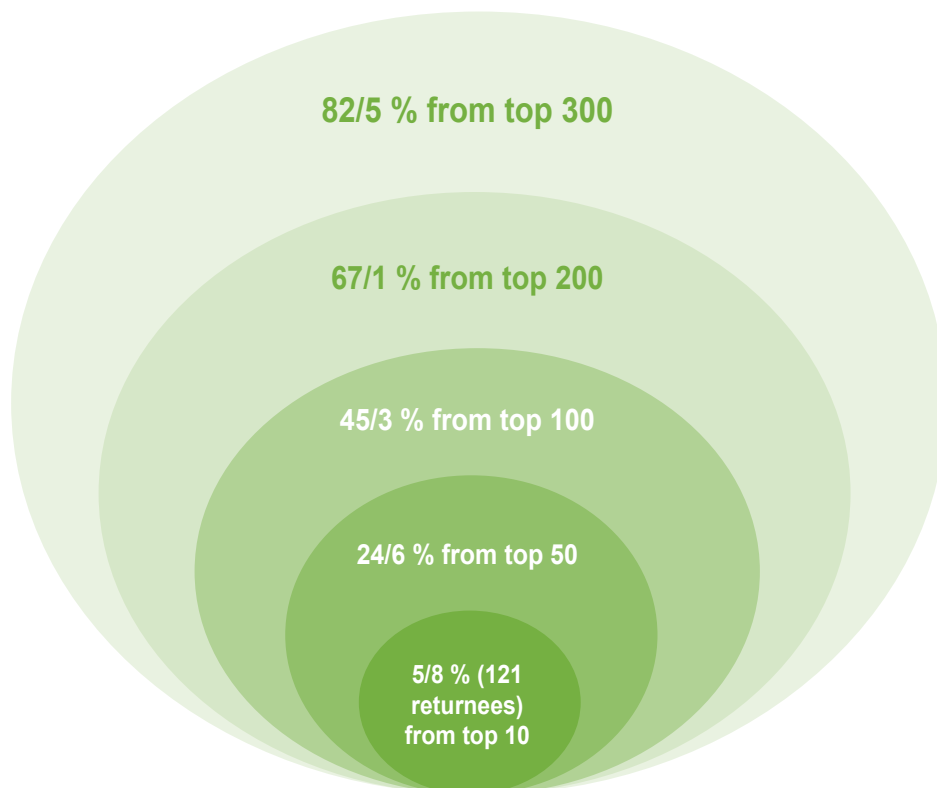 82/5 % from top 300
67/1 % from top 200
45/3 % from top 100
24/6 % from top 50
5/8 % (121
returnees)
from top 10